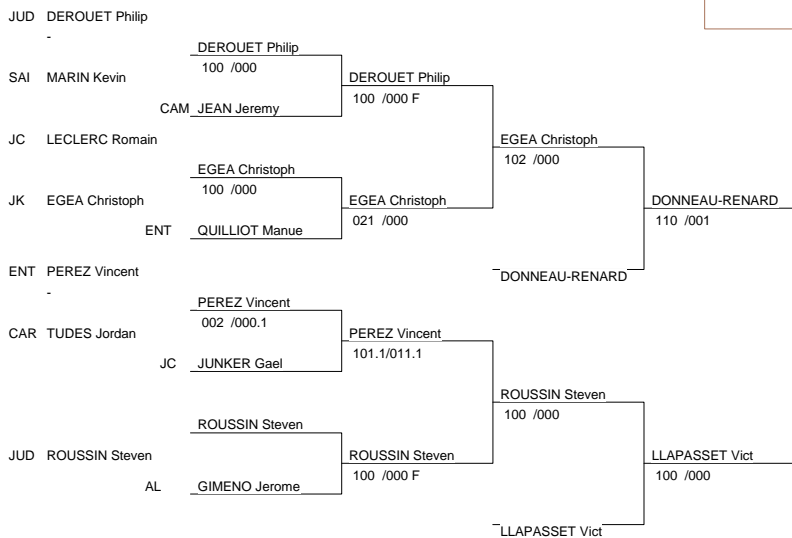 JUD DEROUET Philip
-
DEROUET Philip
100 /000
SAI MARIN Kevin
DEROUET Philip
100 /000 F
CAM JEAN Jeremy
JC LECLERC Romain
EGEA Christoph
102 /000
EGEA Christoph
100 /000
JK EGEA Christoph
EGEA Christoph
021 /000
DONNEAU-RENARD
110 /001
ENT QUILLIOT Manue
ENT PEREZ Vincent
-
DONNEAU-RENARD
PEREZ Vincent
002 /000.1
CAR TUDES Jordan
PEREZ Vincent
101.1/011.1
JC JUNKER Gael
ROUSSIN Steven
100 /000
ROUSSIN Steven
JUD ROUSSIN Steven
ROUSSIN Steven
100 /000 F
LLAPASSET Vict
100 /000
AL GIMENO Jerome
LLAPASSET Vict